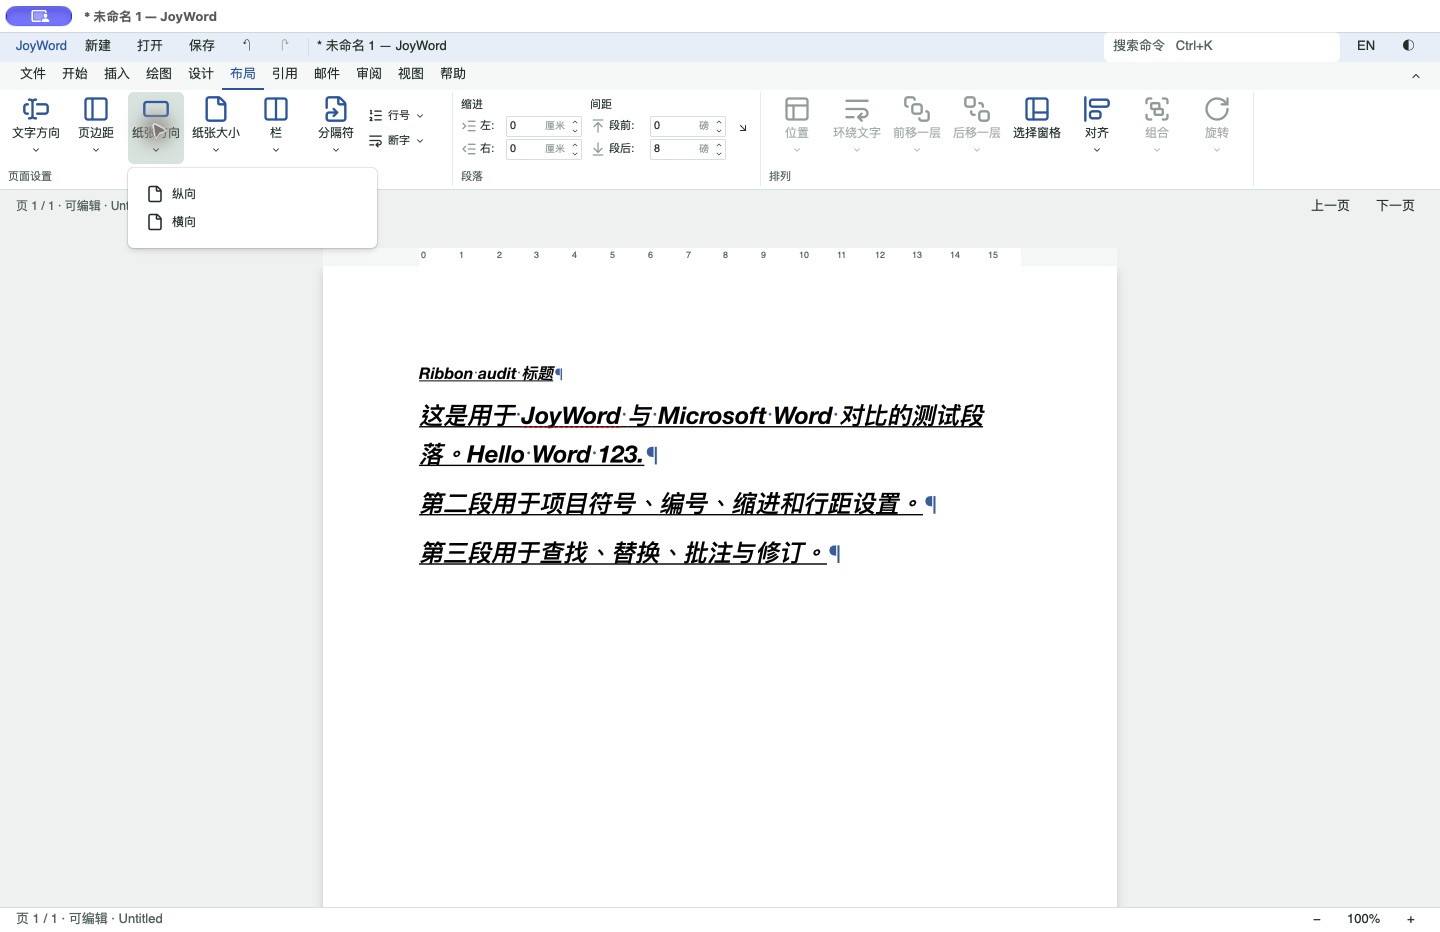 * 未命名 1 — JoyWord
JoyWord 新建 打开 保存 * 未命名 1 — JoyWord 搜索命令 Ctrl+K EN
文件 开始 插入 绘图 设计 布局 引用 邮件 审阅 视图 帮助
文字方向 页边距 纸张方向 纸张大小 栏 分隔符 行号 断字
缩进 间距
左: 0 厘米 段前: 0 磅
右: 0 厘米 段后: 8 磅
位置 环绕文字 前移一层 后移一层 选择窗格 对齐 组合 旋转
页面设置 段落 排列
纵向
横向
页 1 / 1 · 可编辑 · Unt 上一页 下一页
0 1 2 3 4 5 6 7 8 9 10 11 12 13 14 15
Ribbon·audit·标题¶
这是用于·JoyWord·与·Microsoft·Word·对比的测试段
落。Hello·Word·123.¶
第二段用于项目符号、编号、缩进和行距设置。¶
第三段用于查找、替换、批注与修订。¶
页 1 / 1 · 可编辑 · Untitled − 100% +